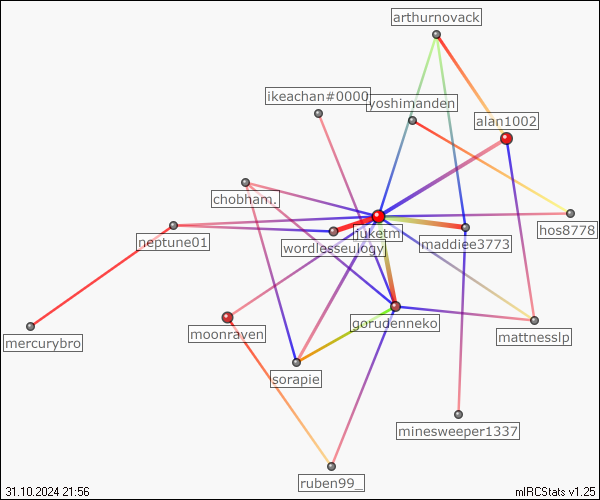 arthurnovack
ikeachan#0000
yoshimanden
alan1002
chobham.
fuketm
hos8778
neptune01
wordlesseulogy
maddiee3773
mercurybro
moonraven
gorudenneko
mattnesslp
sorapie
minesweeper1337
ruben99_
31.10.2024 21:56
mIRCStats v1.25